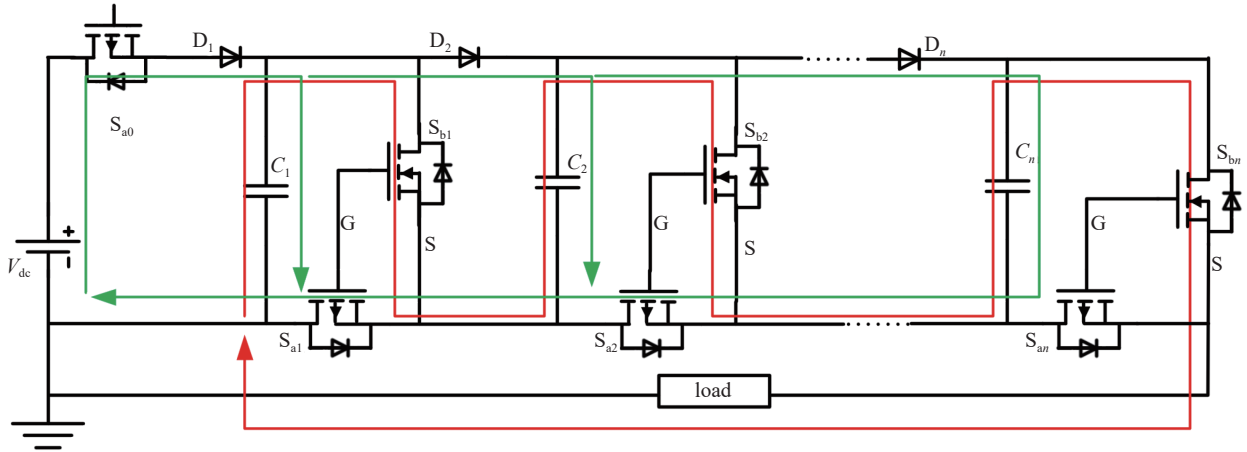 D1 D2 Dn
Sa0
Sb1 Sb2 Sbn
C1 C2 Cn
G S G S G S
Vdc
Sa1 Sa2 San
load